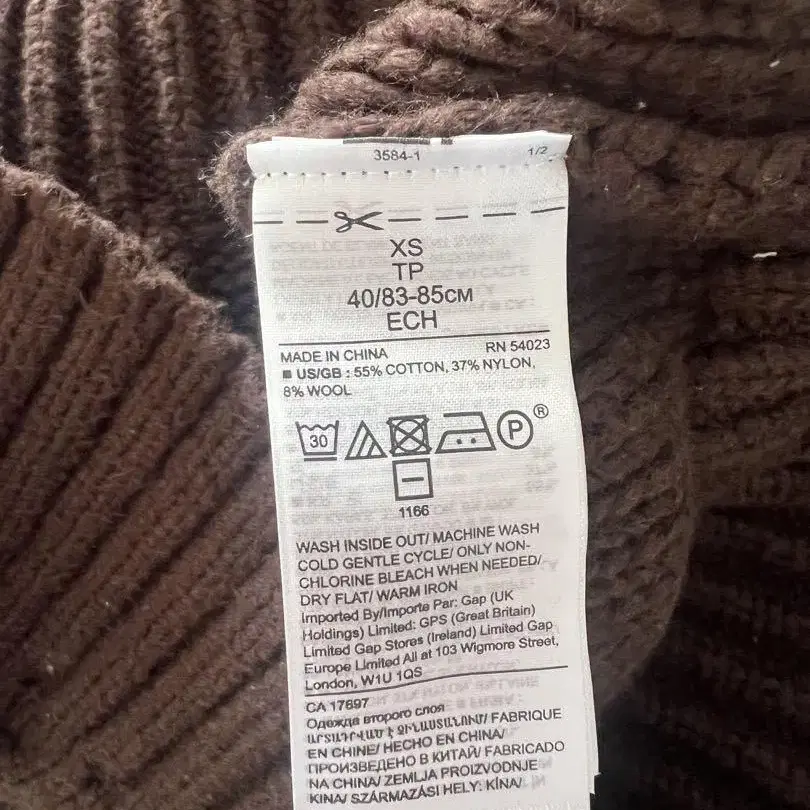 3584-1 1/2
XS
TP
40/83-85CM
ECH
MADE IN CHINA RN 54023
US/GB : 55% COTTON, 37% NYLON,
8% WOOL
30 P ®
1166
WASH INSIDE OUT/ MACHINE WASH
COLD GENTLE CYCLE/ ONLY NON-
CHLORINE BLEACH WHEN NEEDED/
DRY FLAT/ WARM IRON
Imported By/Importe Par: Gap (UK
Holdings) Limited: GPS (Great Britain)
Limited Gap Stores (Ireland) Limited Gap
Europe Limited All at 103 Wigmore Street,
London, W1U 1QS
CA 17897
Одежда второго слоя
ԱՐՏԱԴՐՎԱԾ Է ՉԻՆԱՍՏԱՆՈՒՄ/ FABRIQUE
EN CHINE/ HECHO EN CHINA/
ПРОИЗВЕДЕНО В КИТАЙ/ FABRICADO
NA CHINA/ ZEMLJA PROIZVODNJE
KINA/ SZÁRMAZÁSI HELY: KÍNA/